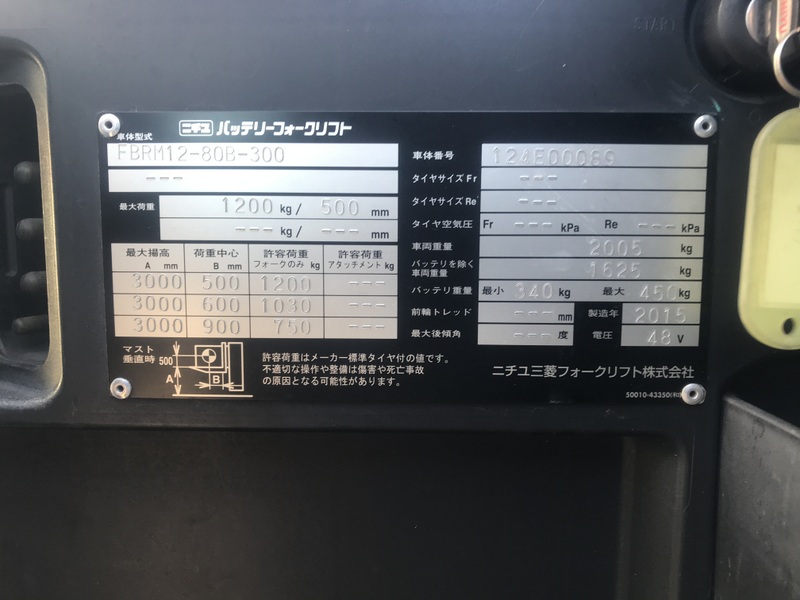 START
ニチユ バッテリーフォークリフト
車体型式
FBRM12-80B-300
---
最大荷重 1200 kg / 500 mm
--- kg / --- mm
最大揚高 A mm 荷重中心 B mm 許容荷重 フォークのみ kg 許容荷重 アタッチメント kg
3000 500 1200 ---
3000 600 1030 ---
3000 900 750 ---
マスト垂直時 500 A B
許容荷重はメーカー標準タイヤ付の値です。
不適切な操作や整備は傷害や死亡事故
の原因となる可能性があります。
車体番号 124E00089
タイヤサイズ Fr ---
タイヤサイズ Re ---
タイヤ空気圧 Fr --- kPa Re --- kPa
車両重量 2005 kg
バッテリを除く車両重量 1625 kg
バッテリ重量 最小 340 kg 最大 450 kg
前輪トレッド --- mm 製造年 2015
最大後傾角 --- 度 電圧 48 V
ニチユ三菱フォークリフト株式会社
50010-43350(和)